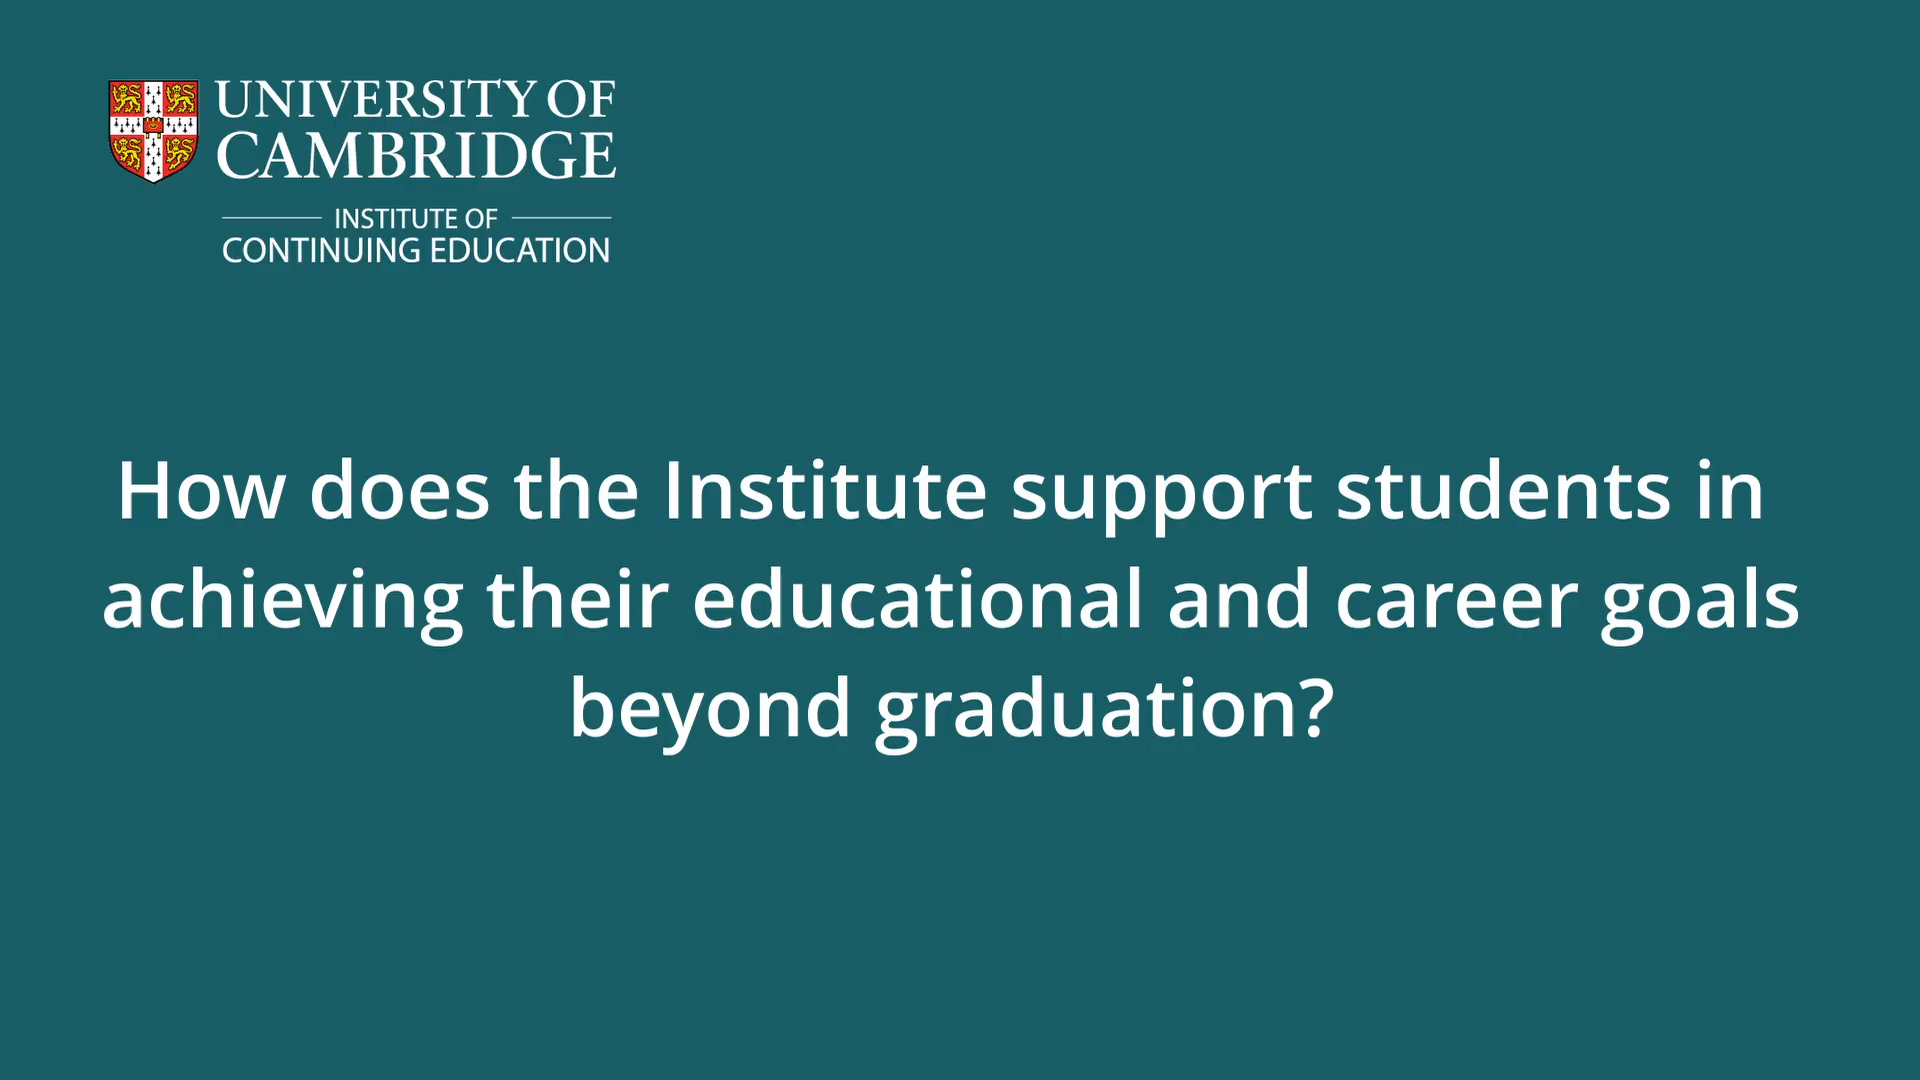 UNIVERSITY OF
CAMBRIDGE
INSTITUTE OF
CONTINUING EDUCATION
How does the Institute support students in
achieving their educational and career goals
beyond graduation?